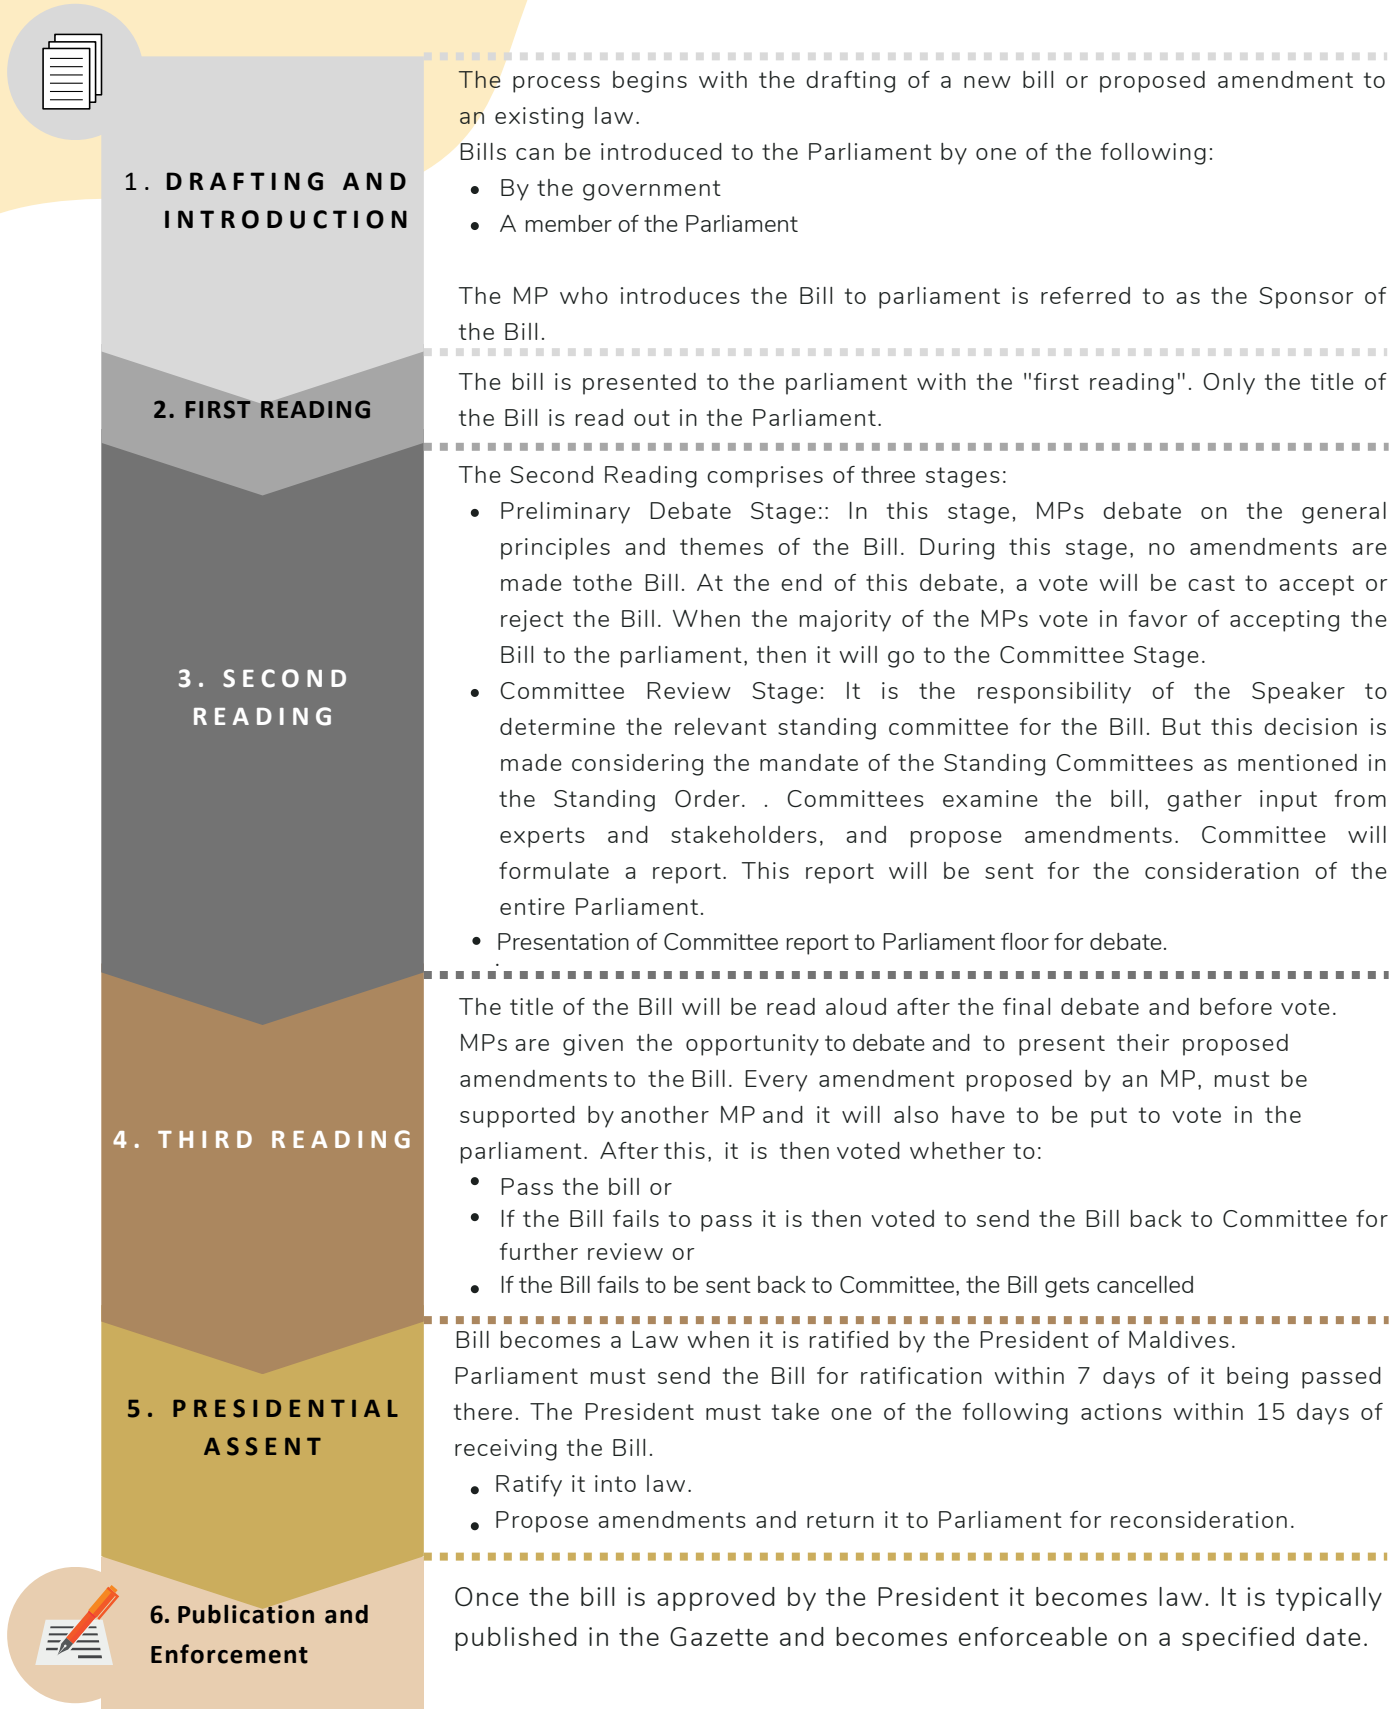 1. DRAFTING AND
INTRODUCTION
The process begins with the drafting of a new bill or proposed amendment to
an existing law.
Bills can be introduced to the Parliament by one of the following:
• By the government
• A member of the Parliament
The MP who introduces the Bill to parliament is referred to as the Sponsor of
the Bill.
2. FIRST READING
The bill is presented to the parliament with the "first reading". Only the title of
the Bill is read out in the Parliament.
3. SECOND
READING
The Second Reading comprises of three stages:
• Preliminary Debate Stage:: In this stage, MPs debate on the general
principles and themes of the Bill. During this stage, no amendments are
made tothe Bill. At the end of this debate, a vote will be cast to accept or
reject the Bill. When the majority of the MPs vote in favor of accepting the
Bill to the parliament, then it will go to the Committee Stage.
• Committee Review Stage: It is the responsibility of the Speaker to
determine the relevant standing committee for the Bill. But this decision is
made considering the mandate of the Standing Committees as mentioned in
the Standing Order. . Committees examine the bill, gather input from
experts and stakeholders, and propose amendments. Committee will
formulate a report. This report will be sent for the consideration of the
entire Parliament.
• Presentation of Committee report to Parliament floor for debate.
.
4. THIRD READING
The title of the Bill will be read aloud after the final debate and before vote.
MPs are given the opportunity to debate and to present their proposed
amendments to the Bill. Every amendment proposed by an MP, must be
supported by another MP and it will also have to be put to vote in the
parliament. After this, it is then voted whether to:
• Pass the bill or
• If the Bill fails to pass it is then voted to send the Bill back to Committee for
further review or
• If the Bill fails to be sent back to Committee, the Bill gets cancelled
5. PRESIDENTIAL
ASSENT
Bill becomes a Law when it is ratified by the President of Maldives.
Parliament must send the Bill for ratification within 7 days of it being passed
there. The President must take one of the following actions within 15 days of
receiving the Bill.
• Ratify it into law.
• Propose amendments and return it to Parliament for reconsideration.
6. Publication and
Enforcement
Once the bill is approved by the President it becomes law. It is typically
published in the Gazette and becomes enforceable on a specified date.